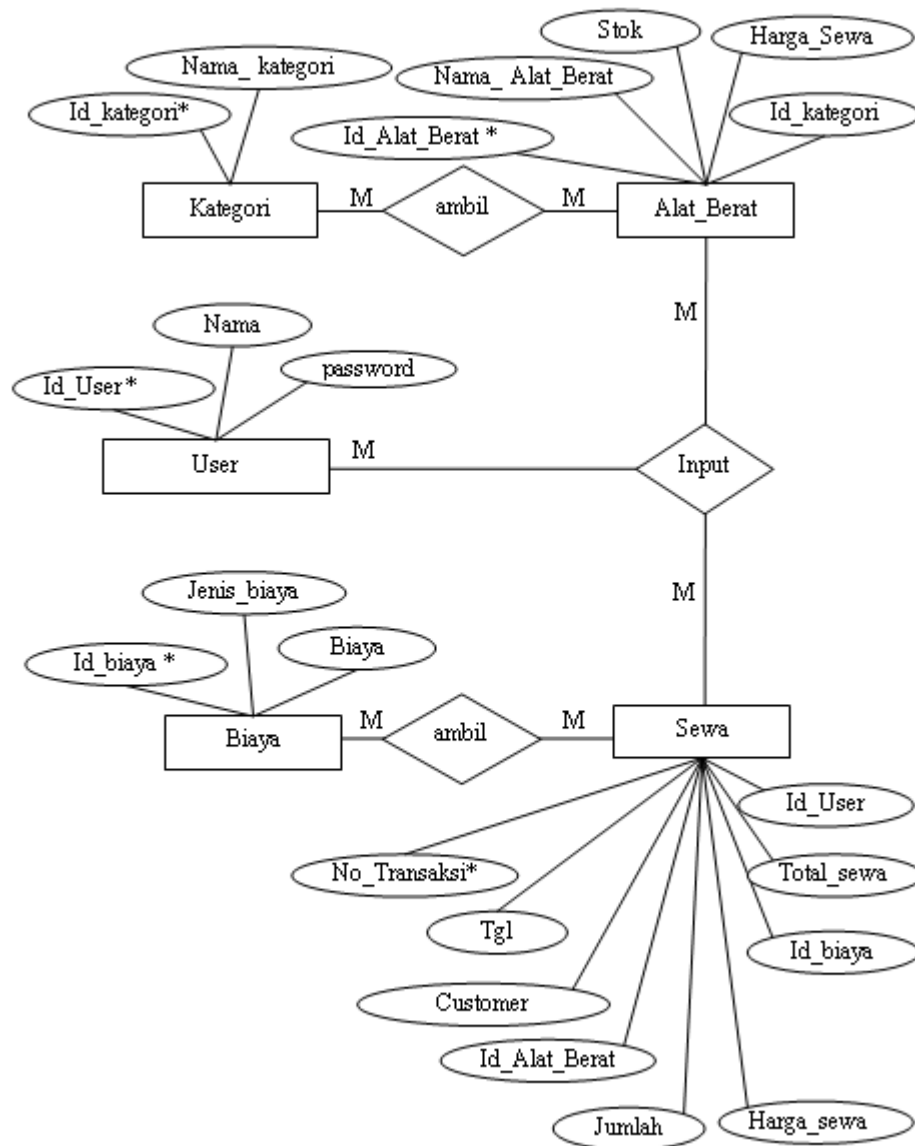 Stok
Harga_Sewa
Nama_ kategori
Nama_ Alat_Berat
Id_kategori*
Id_kategori
Id_Alat_Berat *
Kategori
M
ambil
M
Alat_Berat
M
Nama
password
Id_User*
User
M
Input
M
Jenis_biaya
Biaya
Id_biaya *
Biaya
M
ambil
M
Sewa
Id_User
No_Transaksi*
Total_sewa
Tgl
Id_biaya
Customer
Id_Alat_Berat
Jumlah
Harga_sewa